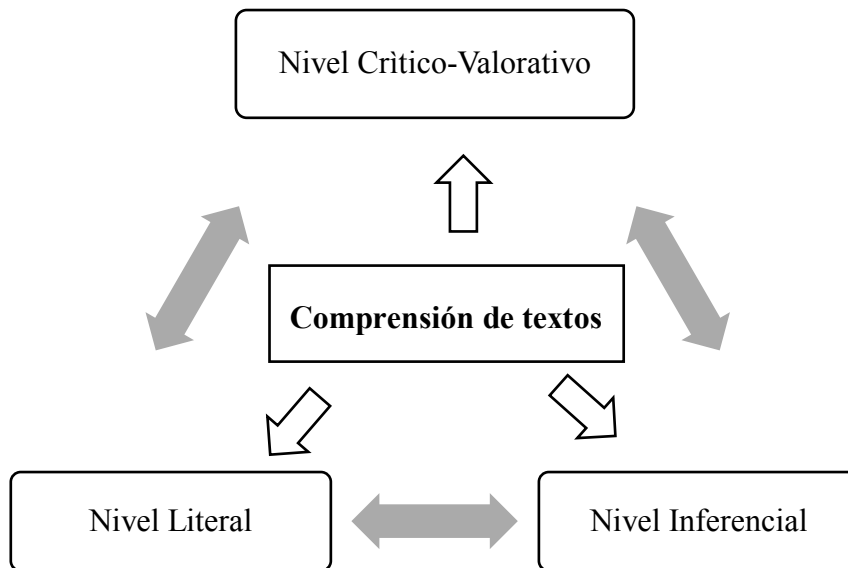 Nivel Crìtico-Valorativo
Comprensión de textos
Nivel Literal
Nivel Inferencial